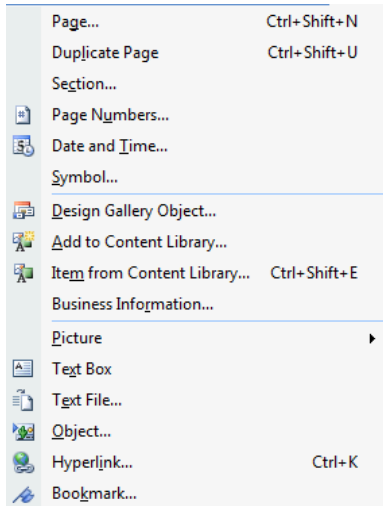 Page... Ctrl+Shift+N
Duplicate Page Ctrl+Shift+U
Section...
Page Numbers...
Date and Time...
Symbol...
Design Gallery Object...
Add to Content Library...
Item from Content Library... Ctrl+Shift+E
Business Information...
Picture
Text Box
Text File...
Object...
Hyperlink... Ctrl+K
Bookmark...